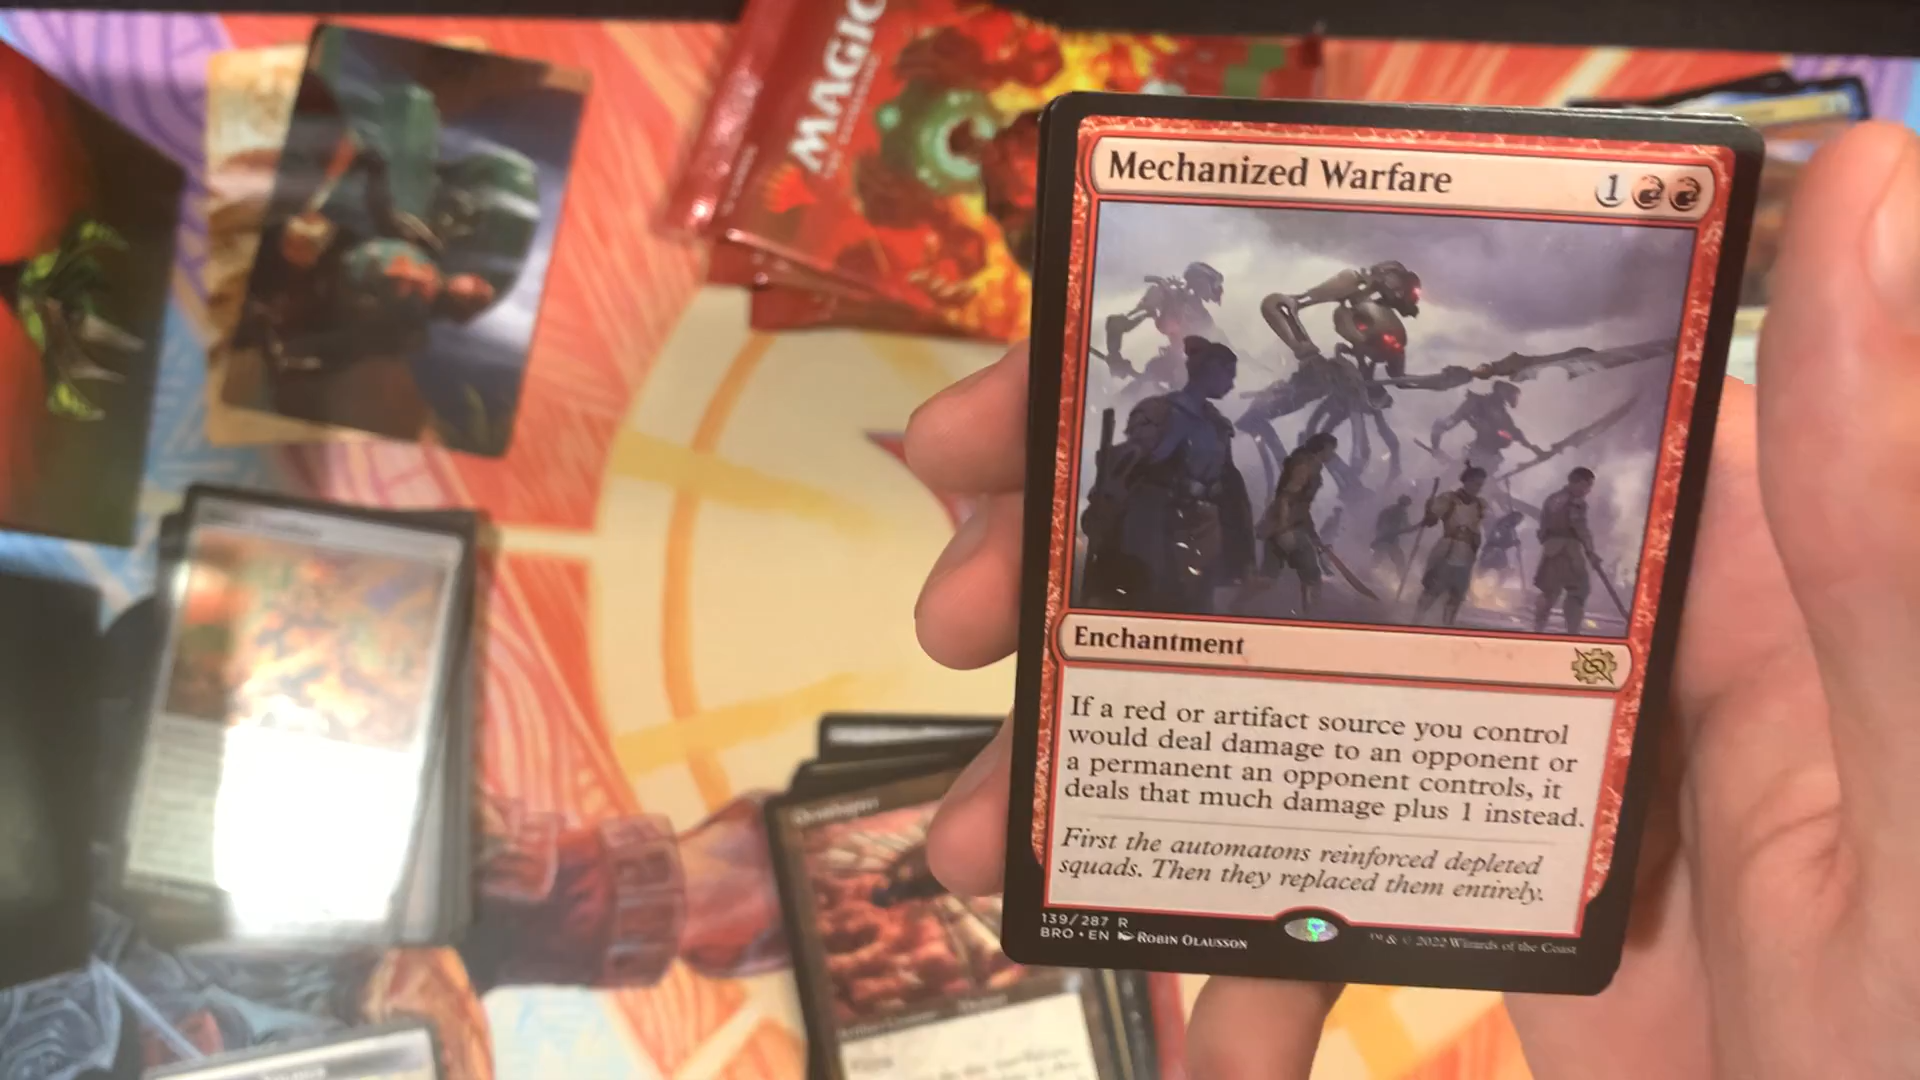 MAGIC
Mechanized Warfare
1
Enchantment
If a red or artifact source you control
would deal damage to an opponent or
a permanent an opponent controls, it
deals that much damage plus 1 instead.
First the automatons reinforced depleted
squads. Then they replaced them entirely.
139/287 R
BRO • EN Robin Olausson
™ & © 2022 Wizards of the Coast